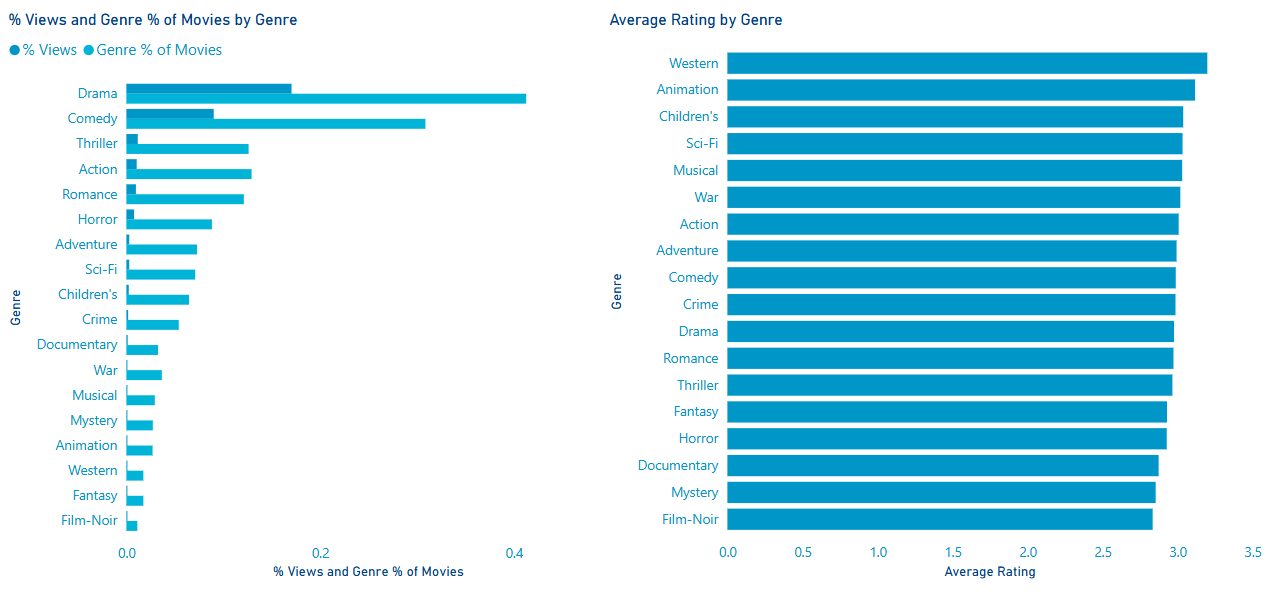 % Views and Genre % of Movies by Genre
% Views Genre % of Movies
Genre
Drama
Comedy
Thriller
Action
Romance
Horror
Adventure
Sci-Fi
Children's
Crime
Documentary
War
Musical
Mystery
Animation
Western
Fantasy
Film-Noir
0.0 0.2 0.4
% Views and Genre % of Movies
Average Rating by Genre
Genre
Western
Animation
Children's
Sci-Fi
Musical
War
Action
Adventure
Comedy
Crime
Drama
Romance
Thriller
Fantasy
Horror
Documentary
Mystery
Film-Noir
0.0 0.5 1.0 1.5 2.0 2.5 3.0 3.5
Average Rating